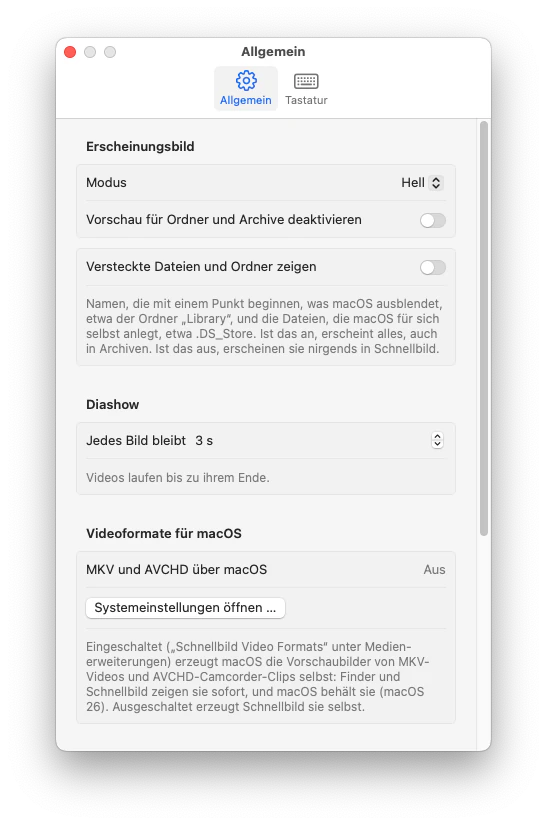 Allgemein
Allgemein
Tastatur
Erscheinungsbild
Modus
Hell
Vorschau für Ordner und Archive deaktivieren
Versteckte Dateien und Ordner zeigen
Namen, die mit einem Punkt beginnen, was macOS ausblendet,
etwa der Ordner „Library“, und die Dateien, die macOS für sich
selbst anlegt, etwa .DS_Store. Ist das an, erscheint alles, auch
in Archiven. Ist das aus, erscheinen sie nirgends in Schnellbild.
Diashow
Jedes Bild bleibt 3 s
Videos laufen bis zu ihrem Ende.
Videoformate für macOS
MKV und AVCHD über macOS
Aus
Systemeinstellungen öffnen ...
Eingeschaltet („Schnellbild Video Formats“ unter Medien-
erweiterungen) erzeugt macOS die Vorschaubilder von MKV-
Videos und AVCHD-Camcorder-Clips selbst: Finder und
Schnellbild zeigen sie sofort, und macOS behält sie (macOS
26). Ausgeschaltet erzeugt Schnellbild sie selbst.